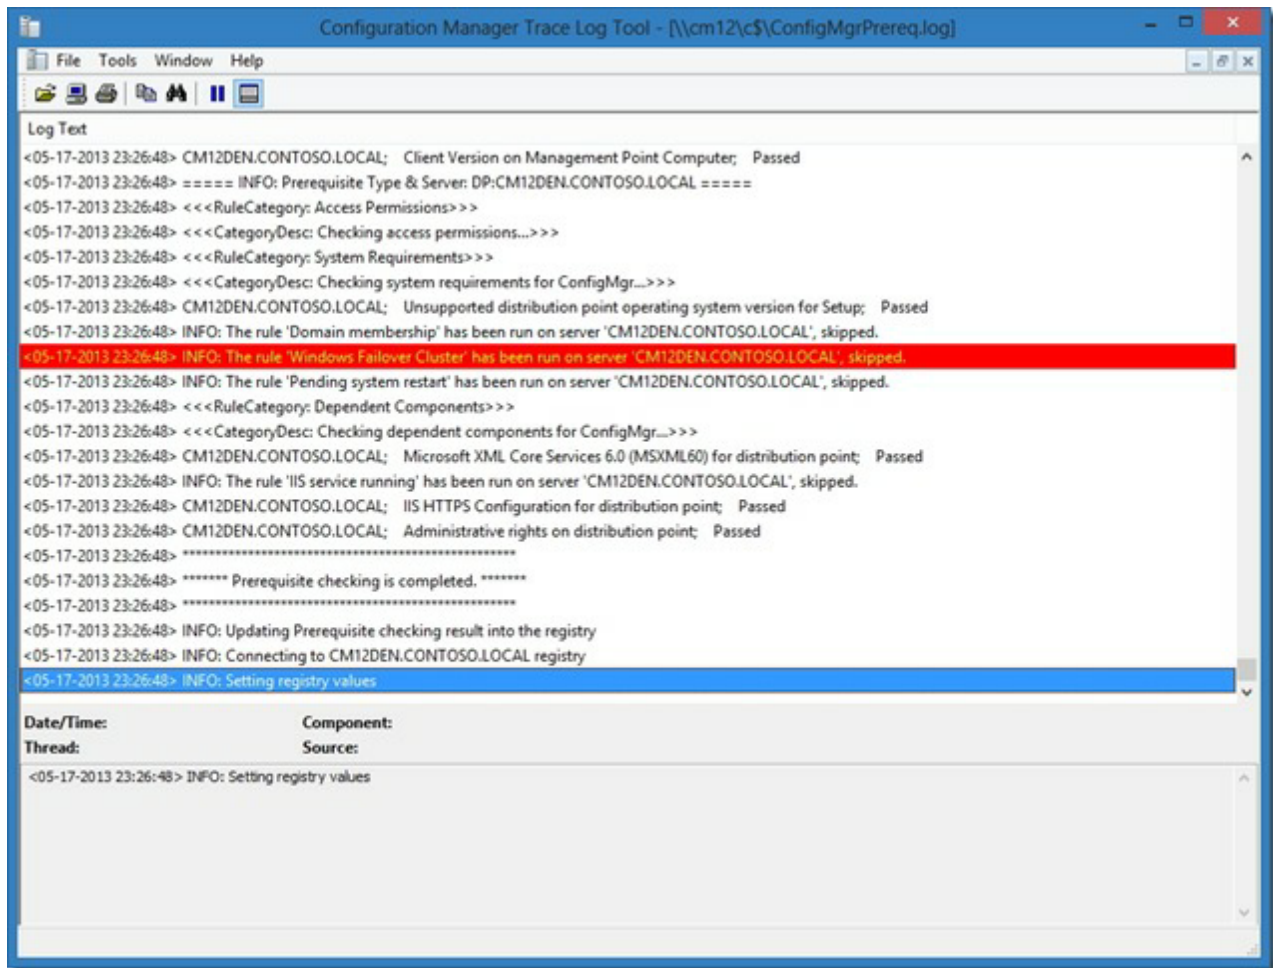 Configuration Manager Trace Log Tool - [\\cm12\c$\ConfigMgrPrereq.log]
File Tools Window Help
Log Text
<05-17-2013 23:26:48> CM12DEN.CONTOSO.LOCAL; Client Version on Management Point Computer; Passed
<05-17-2013 23:26:48> ===== INFO: Prerequisite Type & Server: DP:CM12DEN.CONTOSO.LOCAL =====
<05-17-2013 23:26:48> <<<RuleCategory: Access Permissions>>>
<05-17-2013 23:26:48> <<<CategoryDesc: Checking access permissions...>>>
<05-17-2013 23:26:48> <<<RuleCategory: System Requirements>>>
<05-17-2013 23:26:48> <<<CategoryDesc: Checking system requirements for ConfigMgr...>>>
<05-17-2013 23:26:48> CM12DEN.CONTOSO.LOCAL; Unsupported distribution point operating system version for Setup; Passed
<05-17-2013 23:26:48> INFO: The rule 'Domain membership' has been run on server 'CM12DEN.CONTOSO.LOCAL', skipped.
<05-17-2013 23:26:48> INFO: The rule 'Windows Failover Cluster' has been run on server 'CM12DEN.CONTOSO.LOCAL', skipped.
<05-17-2013 23:26:48> INFO: The rule 'Pending system restart' has been run on server 'CM12DEN.CONTOSO.LOCAL', skipped.
<05-17-2013 23:26:48> <<<RuleCategory: Dependent Components>>>
<05-17-2013 23:26:48> <<<CategoryDesc: Checking dependent components for ConfigMgr...>>>
<05-17-2013 23:26:48> CM12DEN.CONTOSO.LOCAL; Microsoft XML Core Services 6.0 (MSXML60) for distribution point; Passed
<05-17-2013 23:26:48> INFO: The rule 'IIS service running' has been run on server 'CM12DEN.CONTOSO.LOCAL', skipped.
<05-17-2013 23:26:48> CM12DEN.CONTOSO.LOCAL; IIS HTTPS Configuration for distribution point; Passed
<05-17-2013 23:26:48> CM12DEN.CONTOSO.LOCAL; Administrative rights on distribution point; Passed
<05-17-2013 23:26:48> ***************************************************
<05-17-2013 23:26:48> ******* Prerequisite checking is completed. *******
<05-17-2013 23:26:48> ***************************************************
<05-17-2013 23:26:48> INFO: Updating Prerequisite checking result into the registry
<05-17-2013 23:26:48> INFO: Connecting to CM12DEN.CONTOSO.LOCAL registry
<05-17-2013 23:26:48> INFO: Setting registry values
Date/Time: Component:
Thread: Source:
<05-17-2013 23:26:48> INFO: Setting registry values